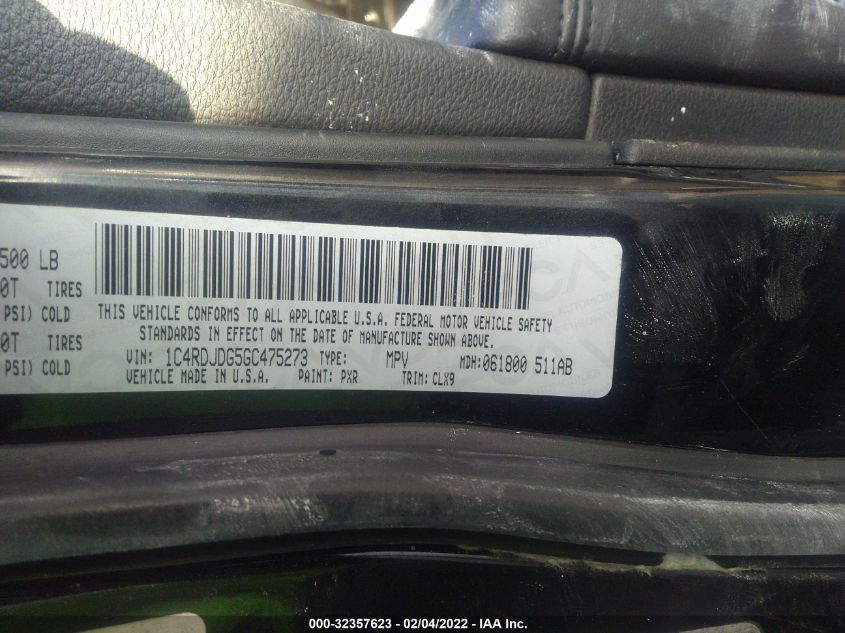 500 LB
0T TIRES
PSI) COLD
0T TIRES
PSI) COLD
THIS VEHICLE CONFORMS TO ALL APPLICABLE U.S.A. FEDERAL MOTOR VEHICLE SAFETY
STANDARDS IN EFFECT ON THE DATE OF MANUFACTURE SHOWN ABOVE.
VIN: 1C4RDJDG5GC475273 TYPE: MPV MDH:061800 511AB
VEHICLE MADE IN U.S.A. PAINT: PXR TRIM: CLX9
000-32357623 - 02/04/2022 - IAA Inc.